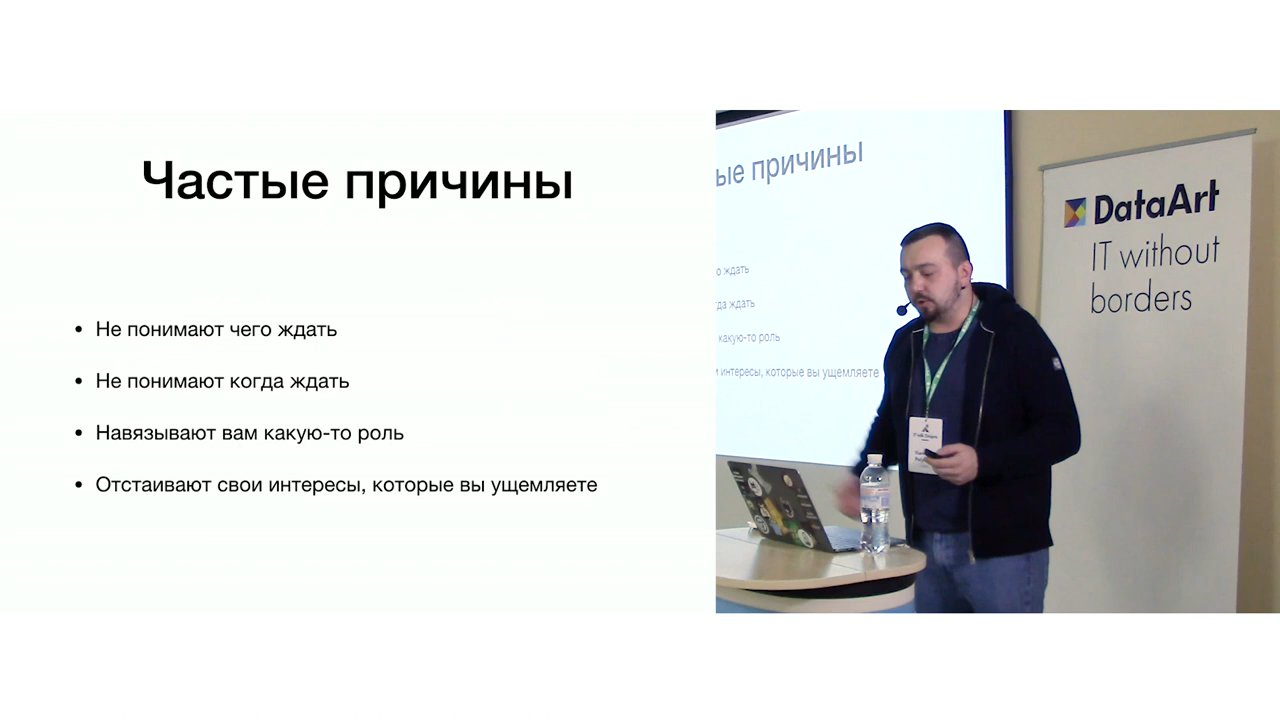 Частые причины
• Не понимают чего ждать
• Не понимают когда ждать
• Навязывают вам какую-то роль
• Отстаивают свои интересы, которые вы ущемляете
ые причины
о ждать
да ждать
какую-то роль
интересы, которые вы ущемляете
DataArt
IT without
borders